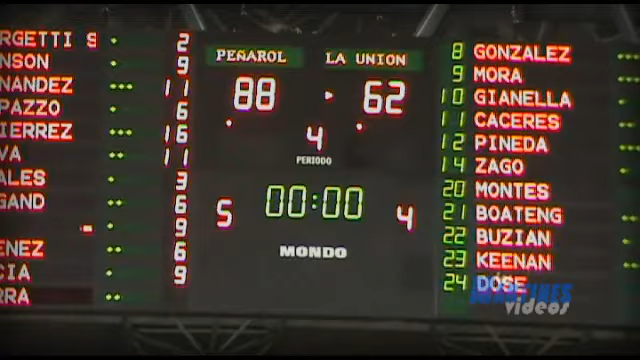 RGETTI S 2
NSON 9
NANDEZ 11
PAZZO 6
IERREZ 16
VA 11
ALES 3
GAND 6
9
ENEZ 6
CIA 9
RRA
PEÑAROL LA UNION
88 62
4
PERIODO
5 00:00 4
MONDO
8 GONZALEZ
9 MORA
10 GIANELLA
11 CACERES
12 PINEDA
14 ZAGO
20 MONTES
21 BOATENG
22 BUZIAN
23 KEENAN
24 DOSE
videos